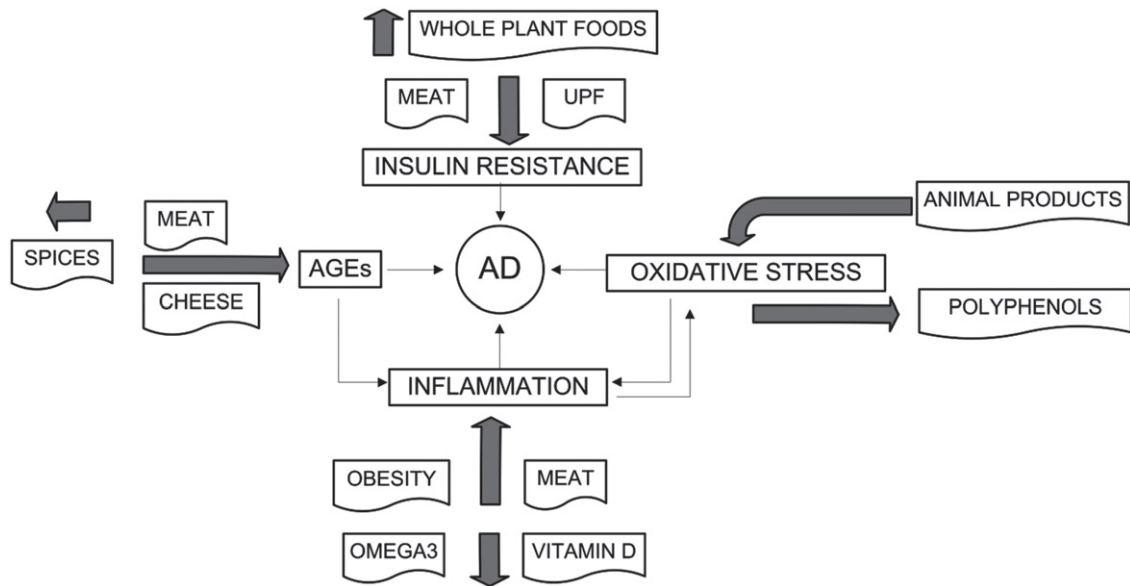 WHOLE PLANT FOODS
MEAT
UPF
INSULIN RESISTANCE
ANIMAL PRODUCTS
MEAT
SPICES
AGEs
AD
OXIDATIVE STRESS
CHEESE
POLYPHENOLS
INFLAMMATION
OBESITY
MEAT
OMEGA3
VITAMIN D